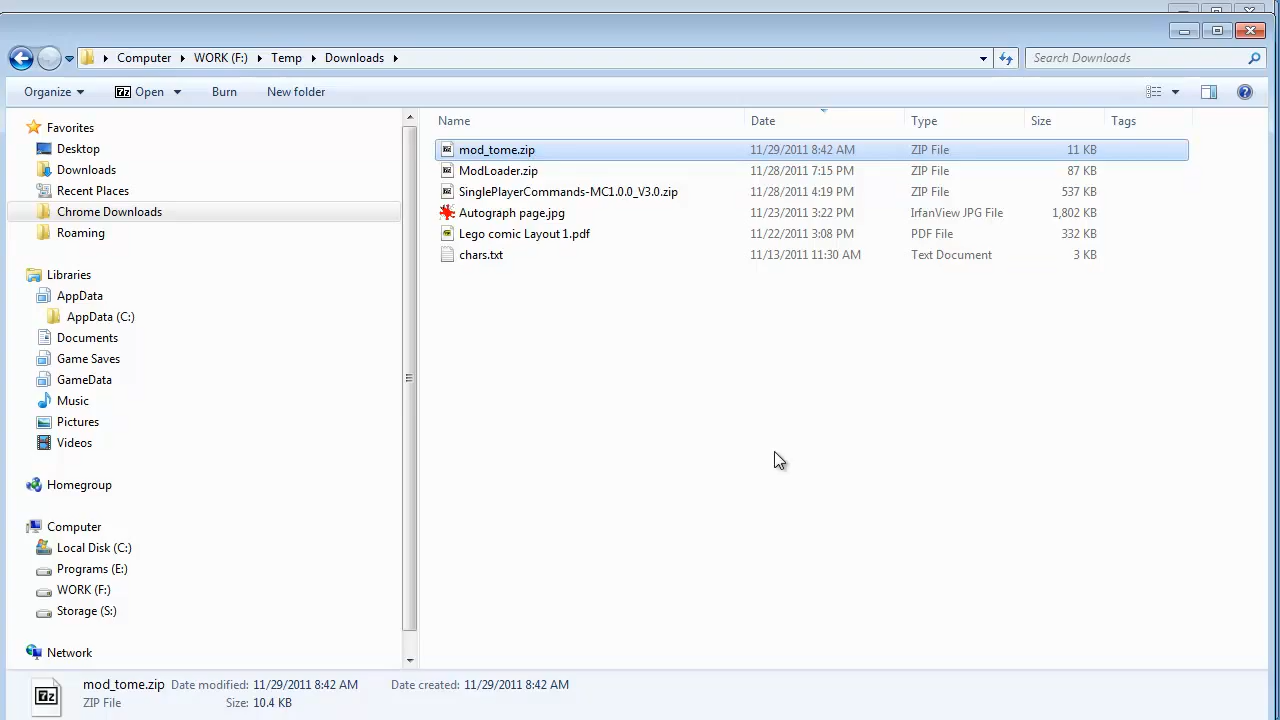 Computer WORK (F:) Temp Downloads
Search Downloads
Organize Open Burn New folder
Favorites
Desktop
Downloads
Recent Places
Chrome Downloads
Roaming
Libraries
AppData
AppData (C:)
Documents
Game Saves
GameData
Music
Pictures
Videos
Homegroup
Computer
Local Disk (C:)
Programs (E:)
WORK (F:)
Storage (S:)
Network
Name Date Type Size Tags
mod_tome.zip 11/29/2011 8:42 AM ZIP File 11 KB
ModLoader.zip 11/28/2011 7:15 PM ZIP File 87 KB
SinglePlayerCommands-MC1.0.0_V3.0.zip 11/28/2011 4:19 PM ZIP File 537 KB
Autograph page.jpg 11/23/2011 3:22 PM IrfanView JPG File 1,802 KB
Lego comic Layout 1.pdf 11/22/2011 3:08 PM PDF File 332 KB
chars.txt 11/13/2011 11:30 AM Text Document 3 KB
7z
mod_tome.zip Date modified: 11/29/2011 8:42 AM Date created: 11/29/2011 8:42 AM
ZIP File Size: 10.4 KB